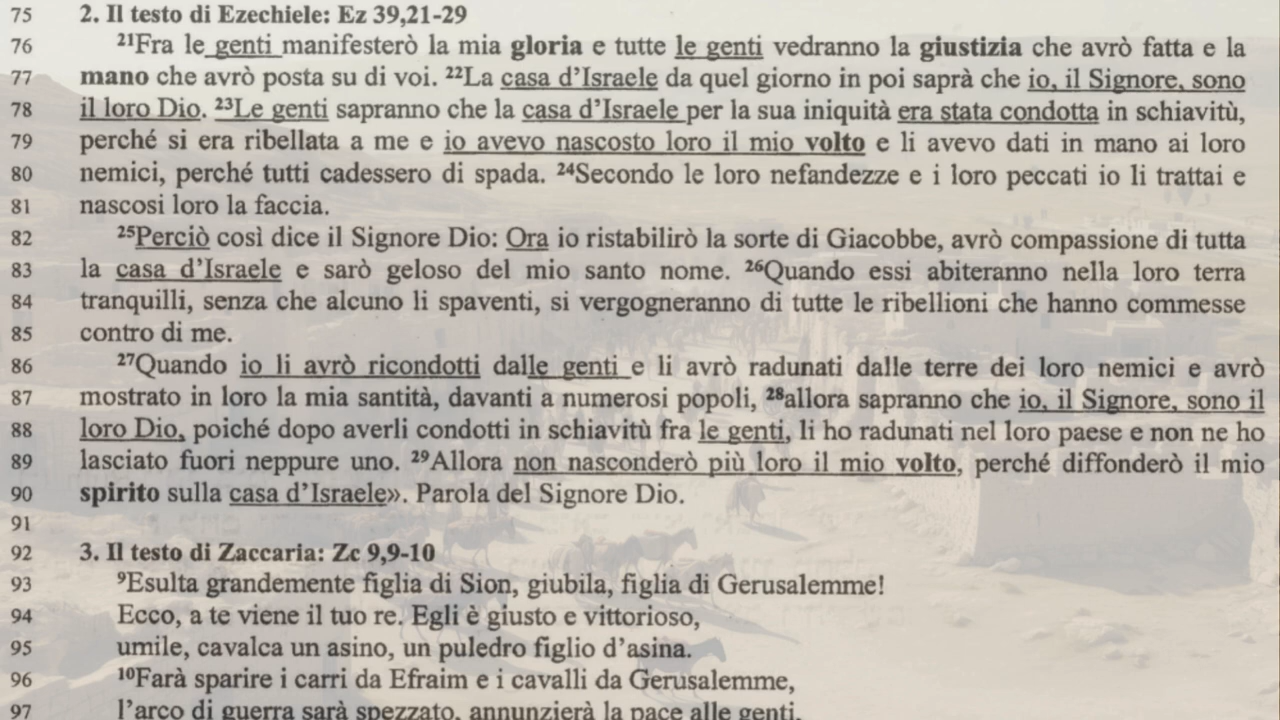 75 2. Il testo di Ezechiele: Ez 39,21-29
76 ²¹Fra le genti manifesterò la mia gloria e tutte le genti vedranno la giustizia che avrò fatta e la
77 mano che avrò posta su di voi. ²²La casa d’Israele da quel giorno in poi saprà che io, il Signore, sono
78 il loro Dio. ²³Le genti sapranno che la casa d’Israele per la sua iniquità era stata condotta in schiavitù,
79 perché si era ribellata a me e io avevo nascosto loro il mio volto e li avevo dati in mano ai loro
80 nemici, perché tutti cadessero di spada. ²⁴Secondo le loro nefandezze e i loro peccati io li trattai e
81 nascosi loro la faccia.
82 ²⁵Perciò così dice il Signore Dio: Ora io ristabilirò la sorte di Giacobbe, avrò compassione di tutta
83 la casa d’Israele e sarò geloso del mio santo nome. ²⁶Quando essi abiteranno nella loro terra
84 tranquilli, senza che alcuno li spaventi, si vergogneranno di tutte le ribellioni che hanno commesse
85 contro di me.
86 ²⁷Quando io li avrò ricondotti dalle genti e li avrò radunati dalle terre dei loro nemici e avrò
87 mostrato in loro la mia santità, davanti a numerosi popoli, ²⁸allora sapranno che io, il Signore, sono il
88 loro Dio, poiché dopo averli condotti in schiavitù fra le genti, li ho radunati nel loro paese e non ne ho
89 lasciato fuori neppure uno. ²⁹Allora non nasconderò più loro il mio volto, perché diffonderò il mio
90 spirito sulla casa d’Israele». Parola del Signore Dio.
91
92 3. Il testo di Zaccaria: Zc 9,9-10
93 ⁹Esulta grandemente figlia di Sion, giubila, figlia di Gerusalemme!
94 Ecco, a te viene il tuo re. Egli è giusto e vittorioso,
95 umile, cavalca un asino, un puledro figlio d’asina.
96 ¹⁰Farà sparire i carri da Efraim e i cavalli da Gerusalemme,
97 l’arco di guerra sarà spezzato, annunzierà la pace alle genti,